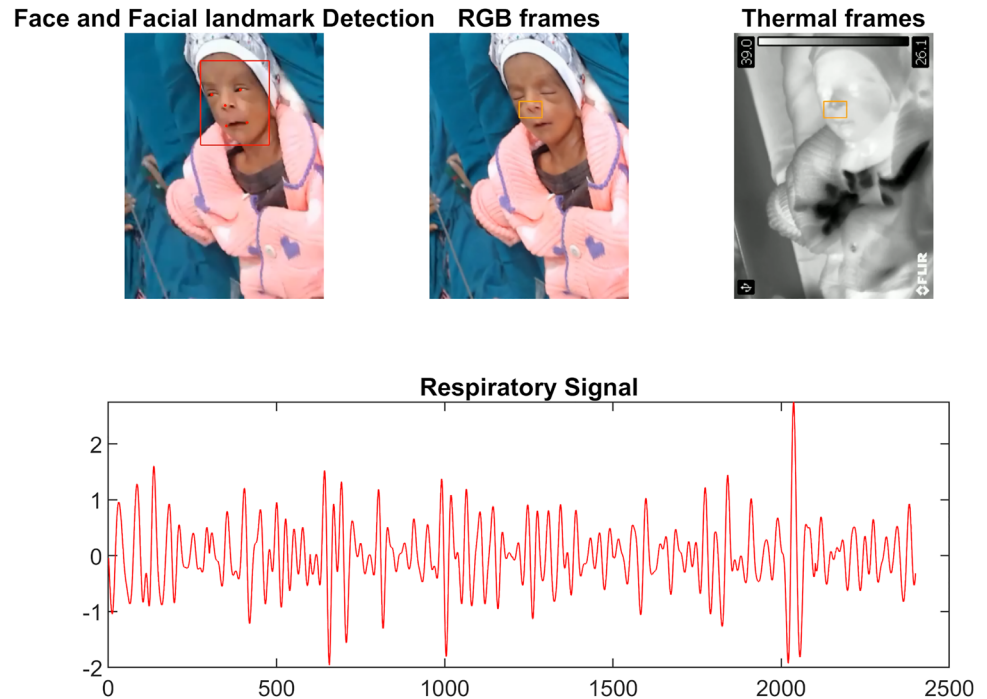 Face and Facial landmark Detection
RGB frames
Thermal frames
39.0
26.1
FLIR
Respiratory Signal
2
1
0
-1
-2
0
500
1000
1500
2000
2500